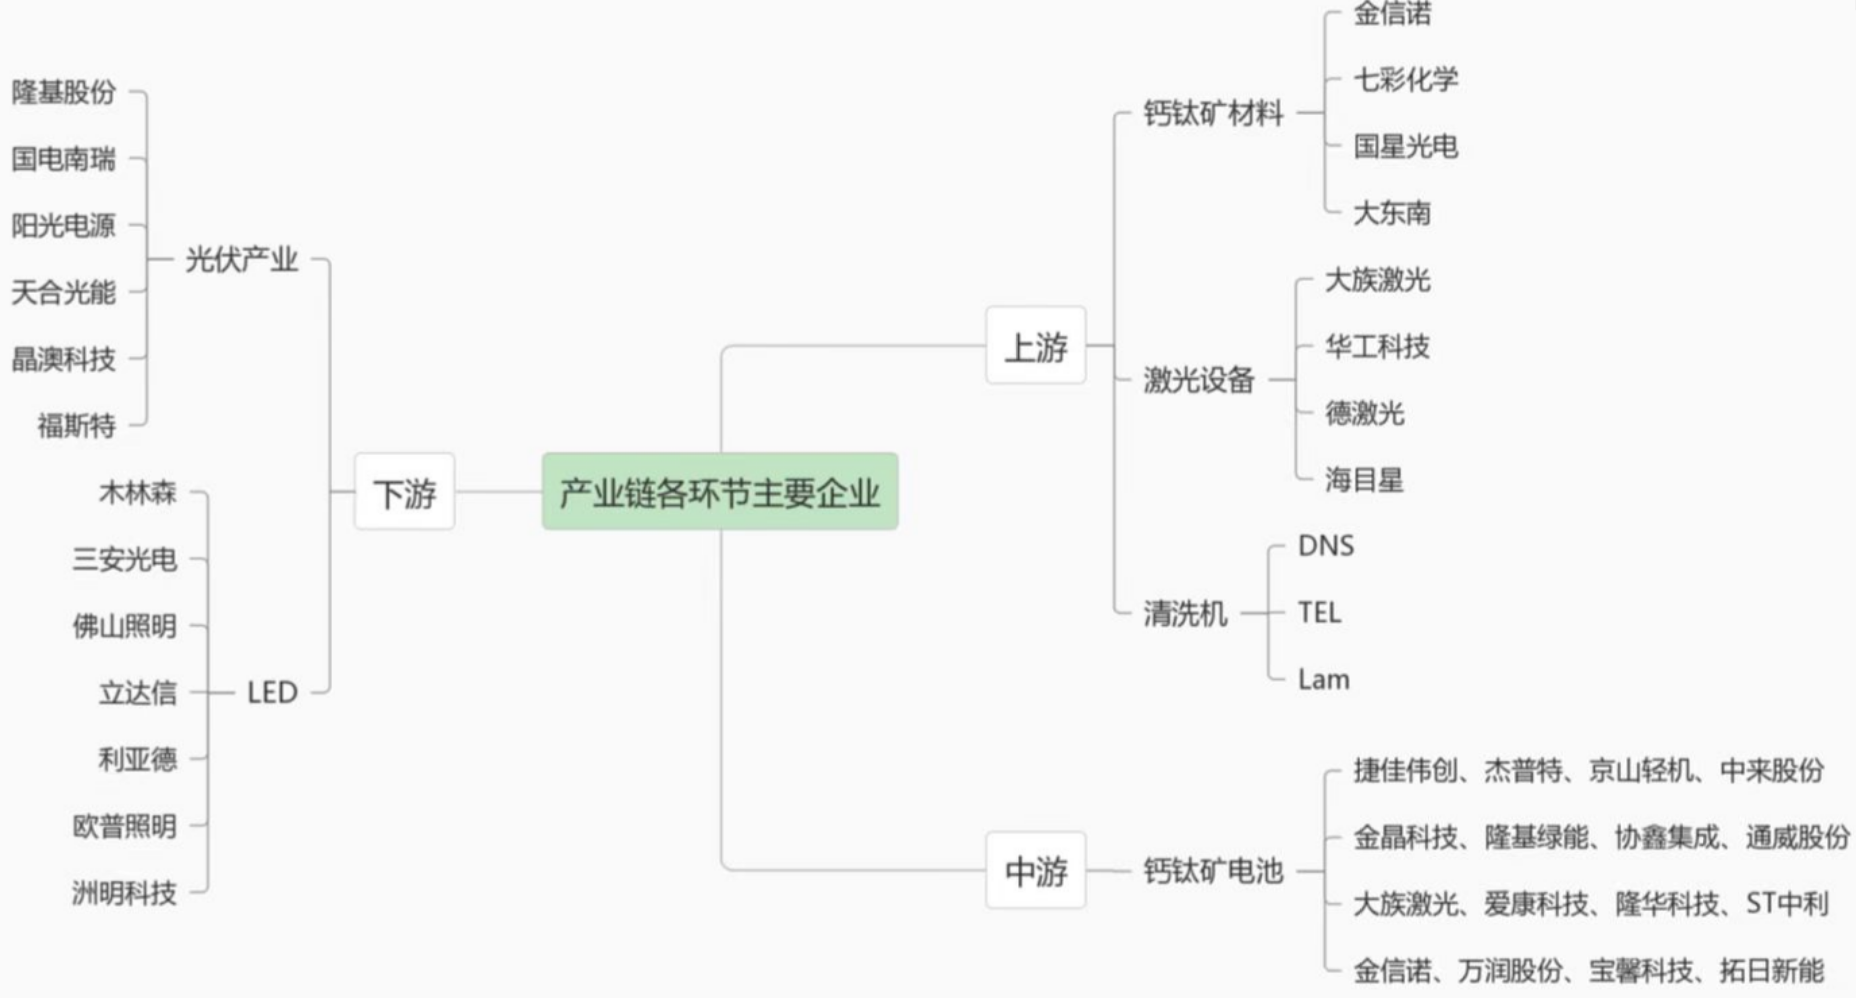 产业链各环节主要企业
上游
钙钛矿材料
金信诺
七彩化学
国星光电
大东南
激光设备
大族激光
华工科技
德激光
海目星
清洗机
DNS
TEL
Lam
中游
钙钛矿电池
捷佳伟创、杰普特、京山轻机、中来股份
金晶科技、隆基绿能、协鑫集成、通威股份
大族激光、爱康科技、隆华科技、ST中利
金信诺、万润股份、宝馨科技、拓日新能
下游
光伏产业
隆基股份
国电南瑞
阳光电源
天合光能
晶澳科技
福斯特
LED
木林森
三安光电
佛山照明
立达信
利亚德
欧普照明
洲明科技